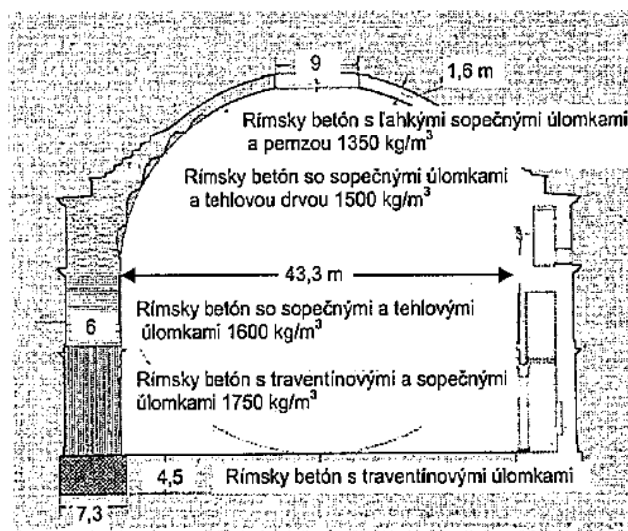 9
1,6 m
Rímsky betón s ľahkými sopečnými úlomkami
a pemzou 1350 kg/m³
Rímsky betón so sopečnými úlomkami
a tehlovou drvou 1500 kg/m³
43,3 m
Rímsky betón so sopečnými a tehlovými
úlomkami 1600 kg/m³
6
Rímsky betón s traventínovými a sopečnými
úlomkami 1750 kg/m³
4,5
Rímsky betón s traventínovými úlomkami
7,3